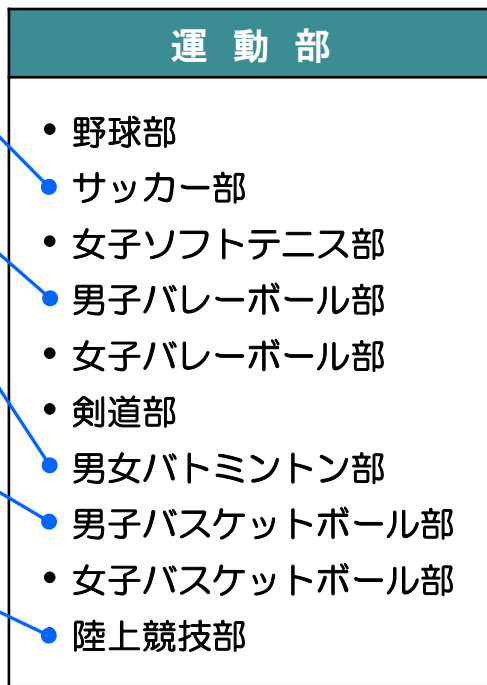 運動部
• 野球部
• サッカー部
• 女子ソフトテニス部
• 男子バレーボール部
• 女子バレーボール部
• 剣道部
• 男女バトミントン部
• 男子バスケットボール部
• 女子バスケットボール部
• 陸上競技部